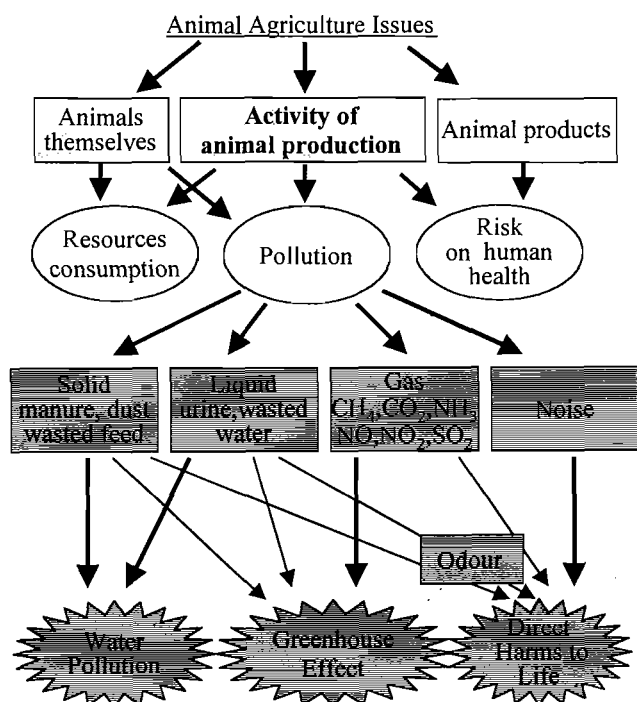 Animal Agriculture Issues
Animals
themselves
Activity of
animal production
Animal products
Resources
consumption
Pollution
Risk
on human
health
Solid
manure, dust
wasted feed
Liquid
urine,wasted
water
Gas
CH₄,CO₂,NH₃
NO,NO₂,SO₂
Noise
Odour
Water
Pollution
Greenhouse
Effect
Direct
Harms to
Life